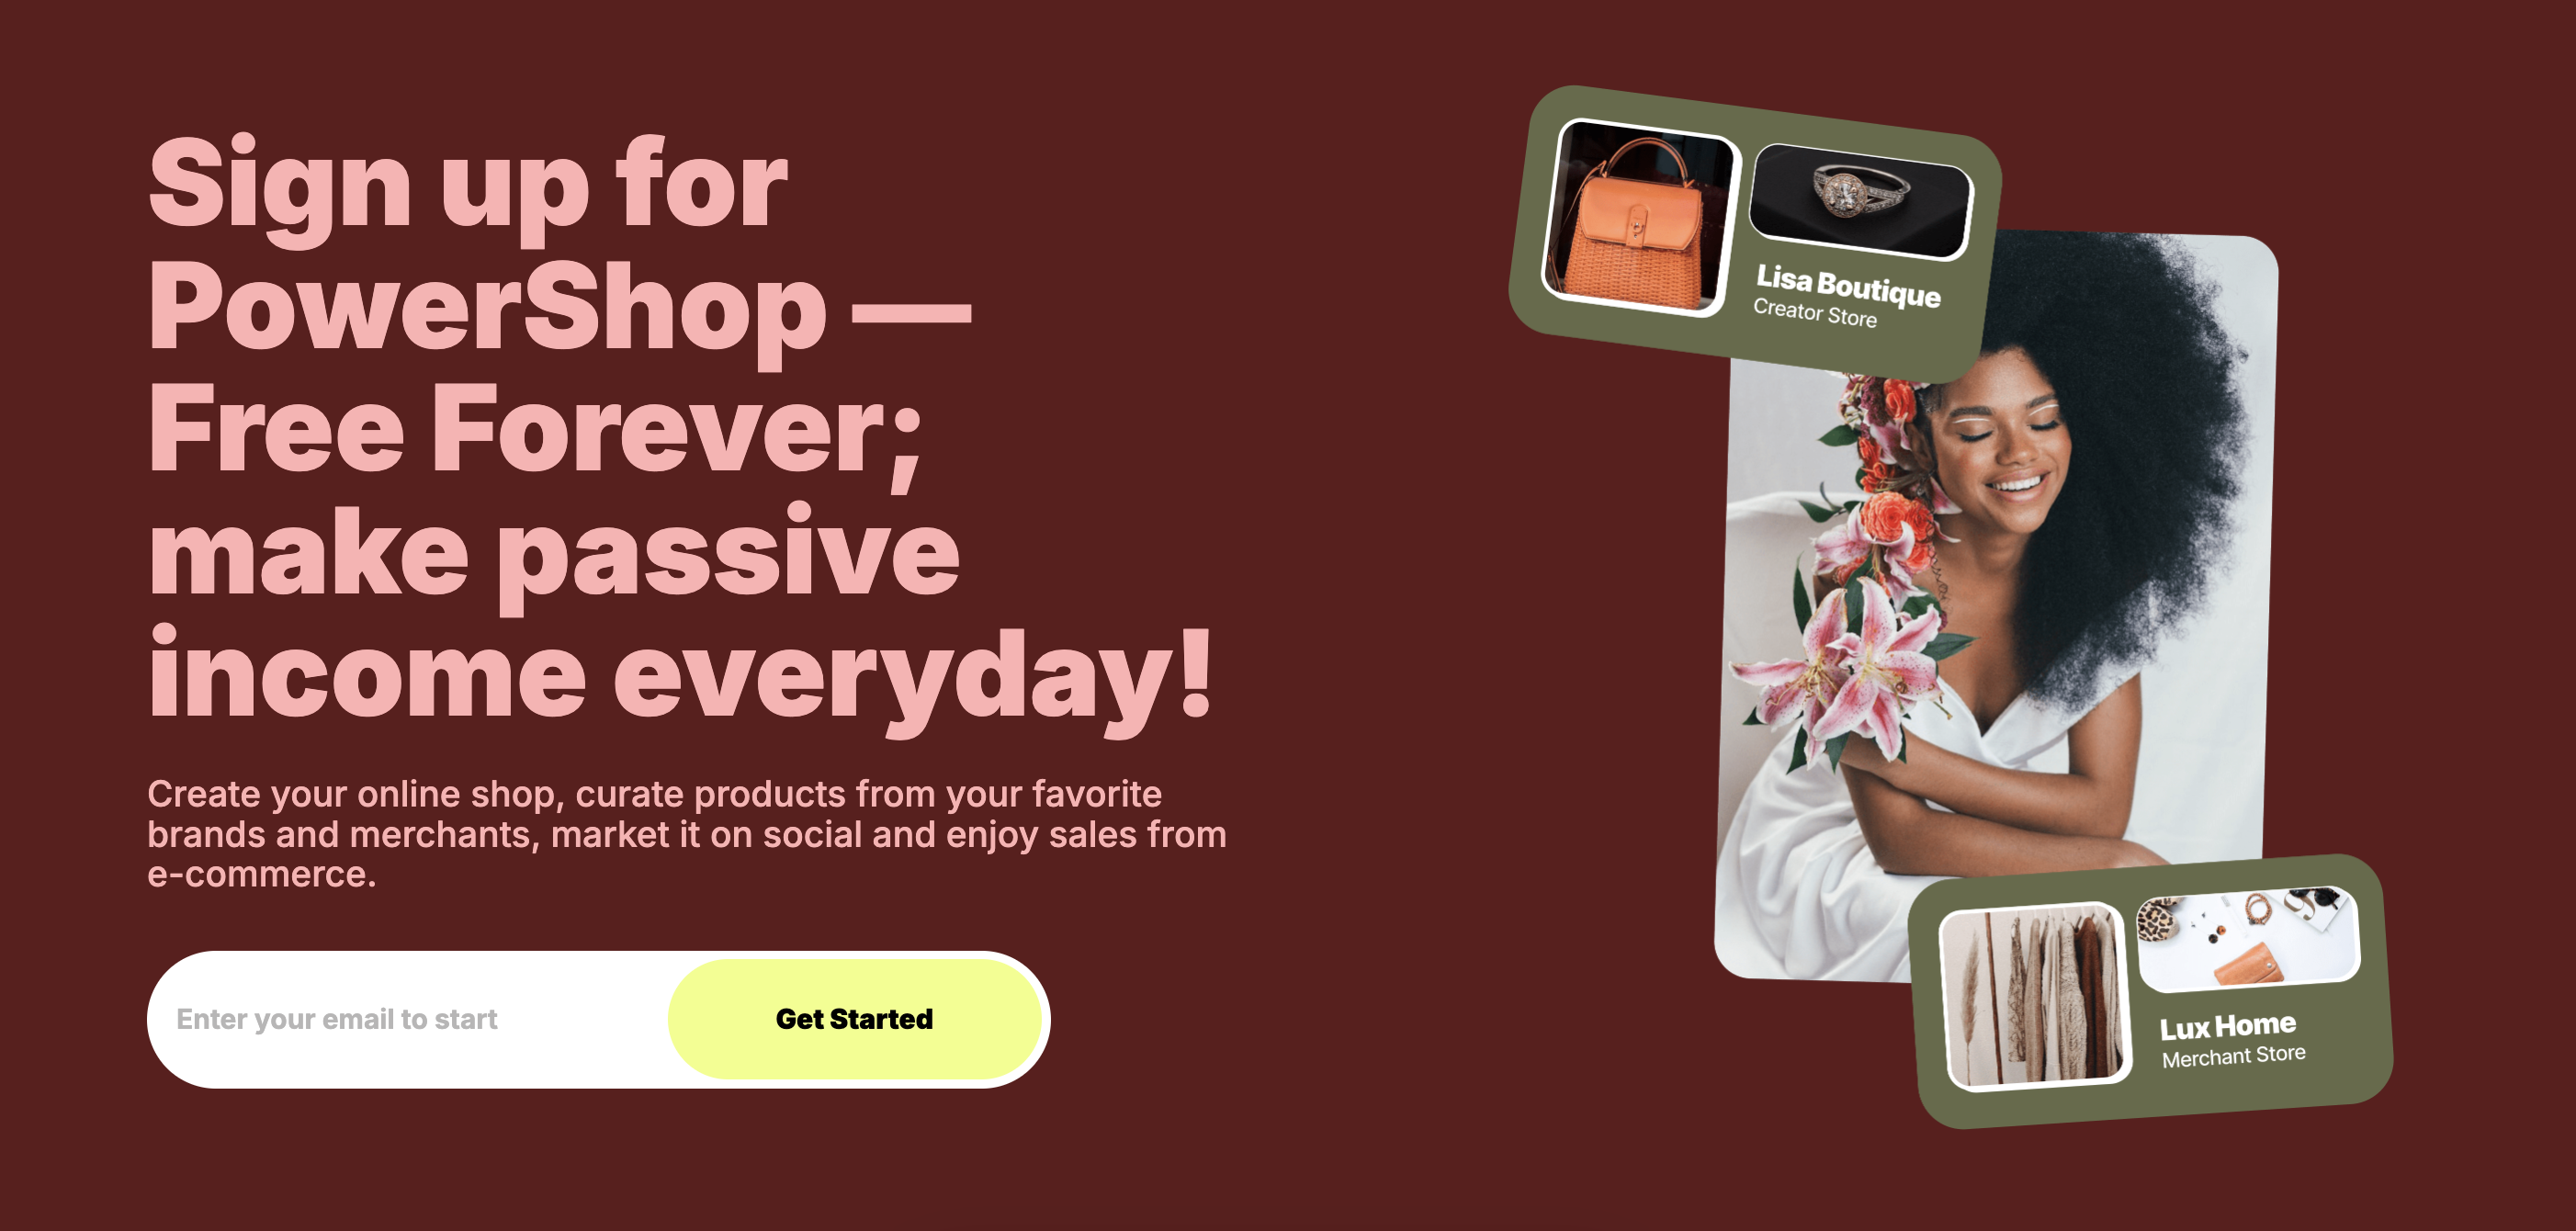 Sign up for
PowerShop —
Free Forever;
make passive
income everyday!
Create your online shop, curate products from your favorite
brands and merchants, market it on social and enjoy sales from
e-commerce.
Enter your email to start
Get Started
Lisa Boutique
Creator Store
Lux Home
Merchant Store